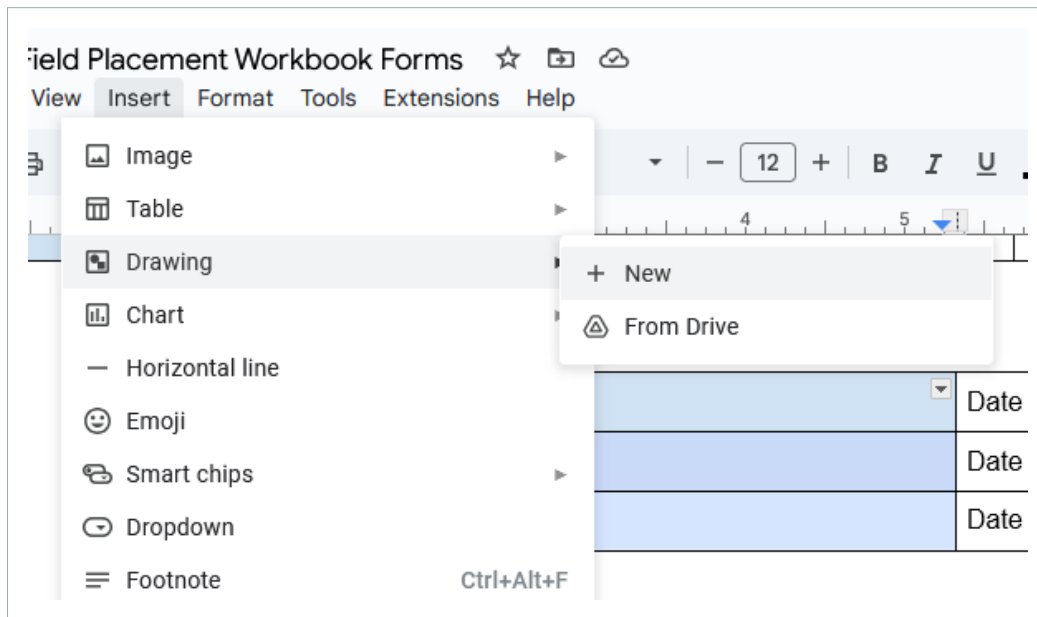 Field Placement Workbook Forms
View Insert Format Tools Extensions Help
Image
12 B I U
Table
4 5
Drawing
New
Chart
From Drive
Horizontal line
Date
Emoji
Date
Smart chips
Date
Dropdown
Footnote Ctrl+Alt+F